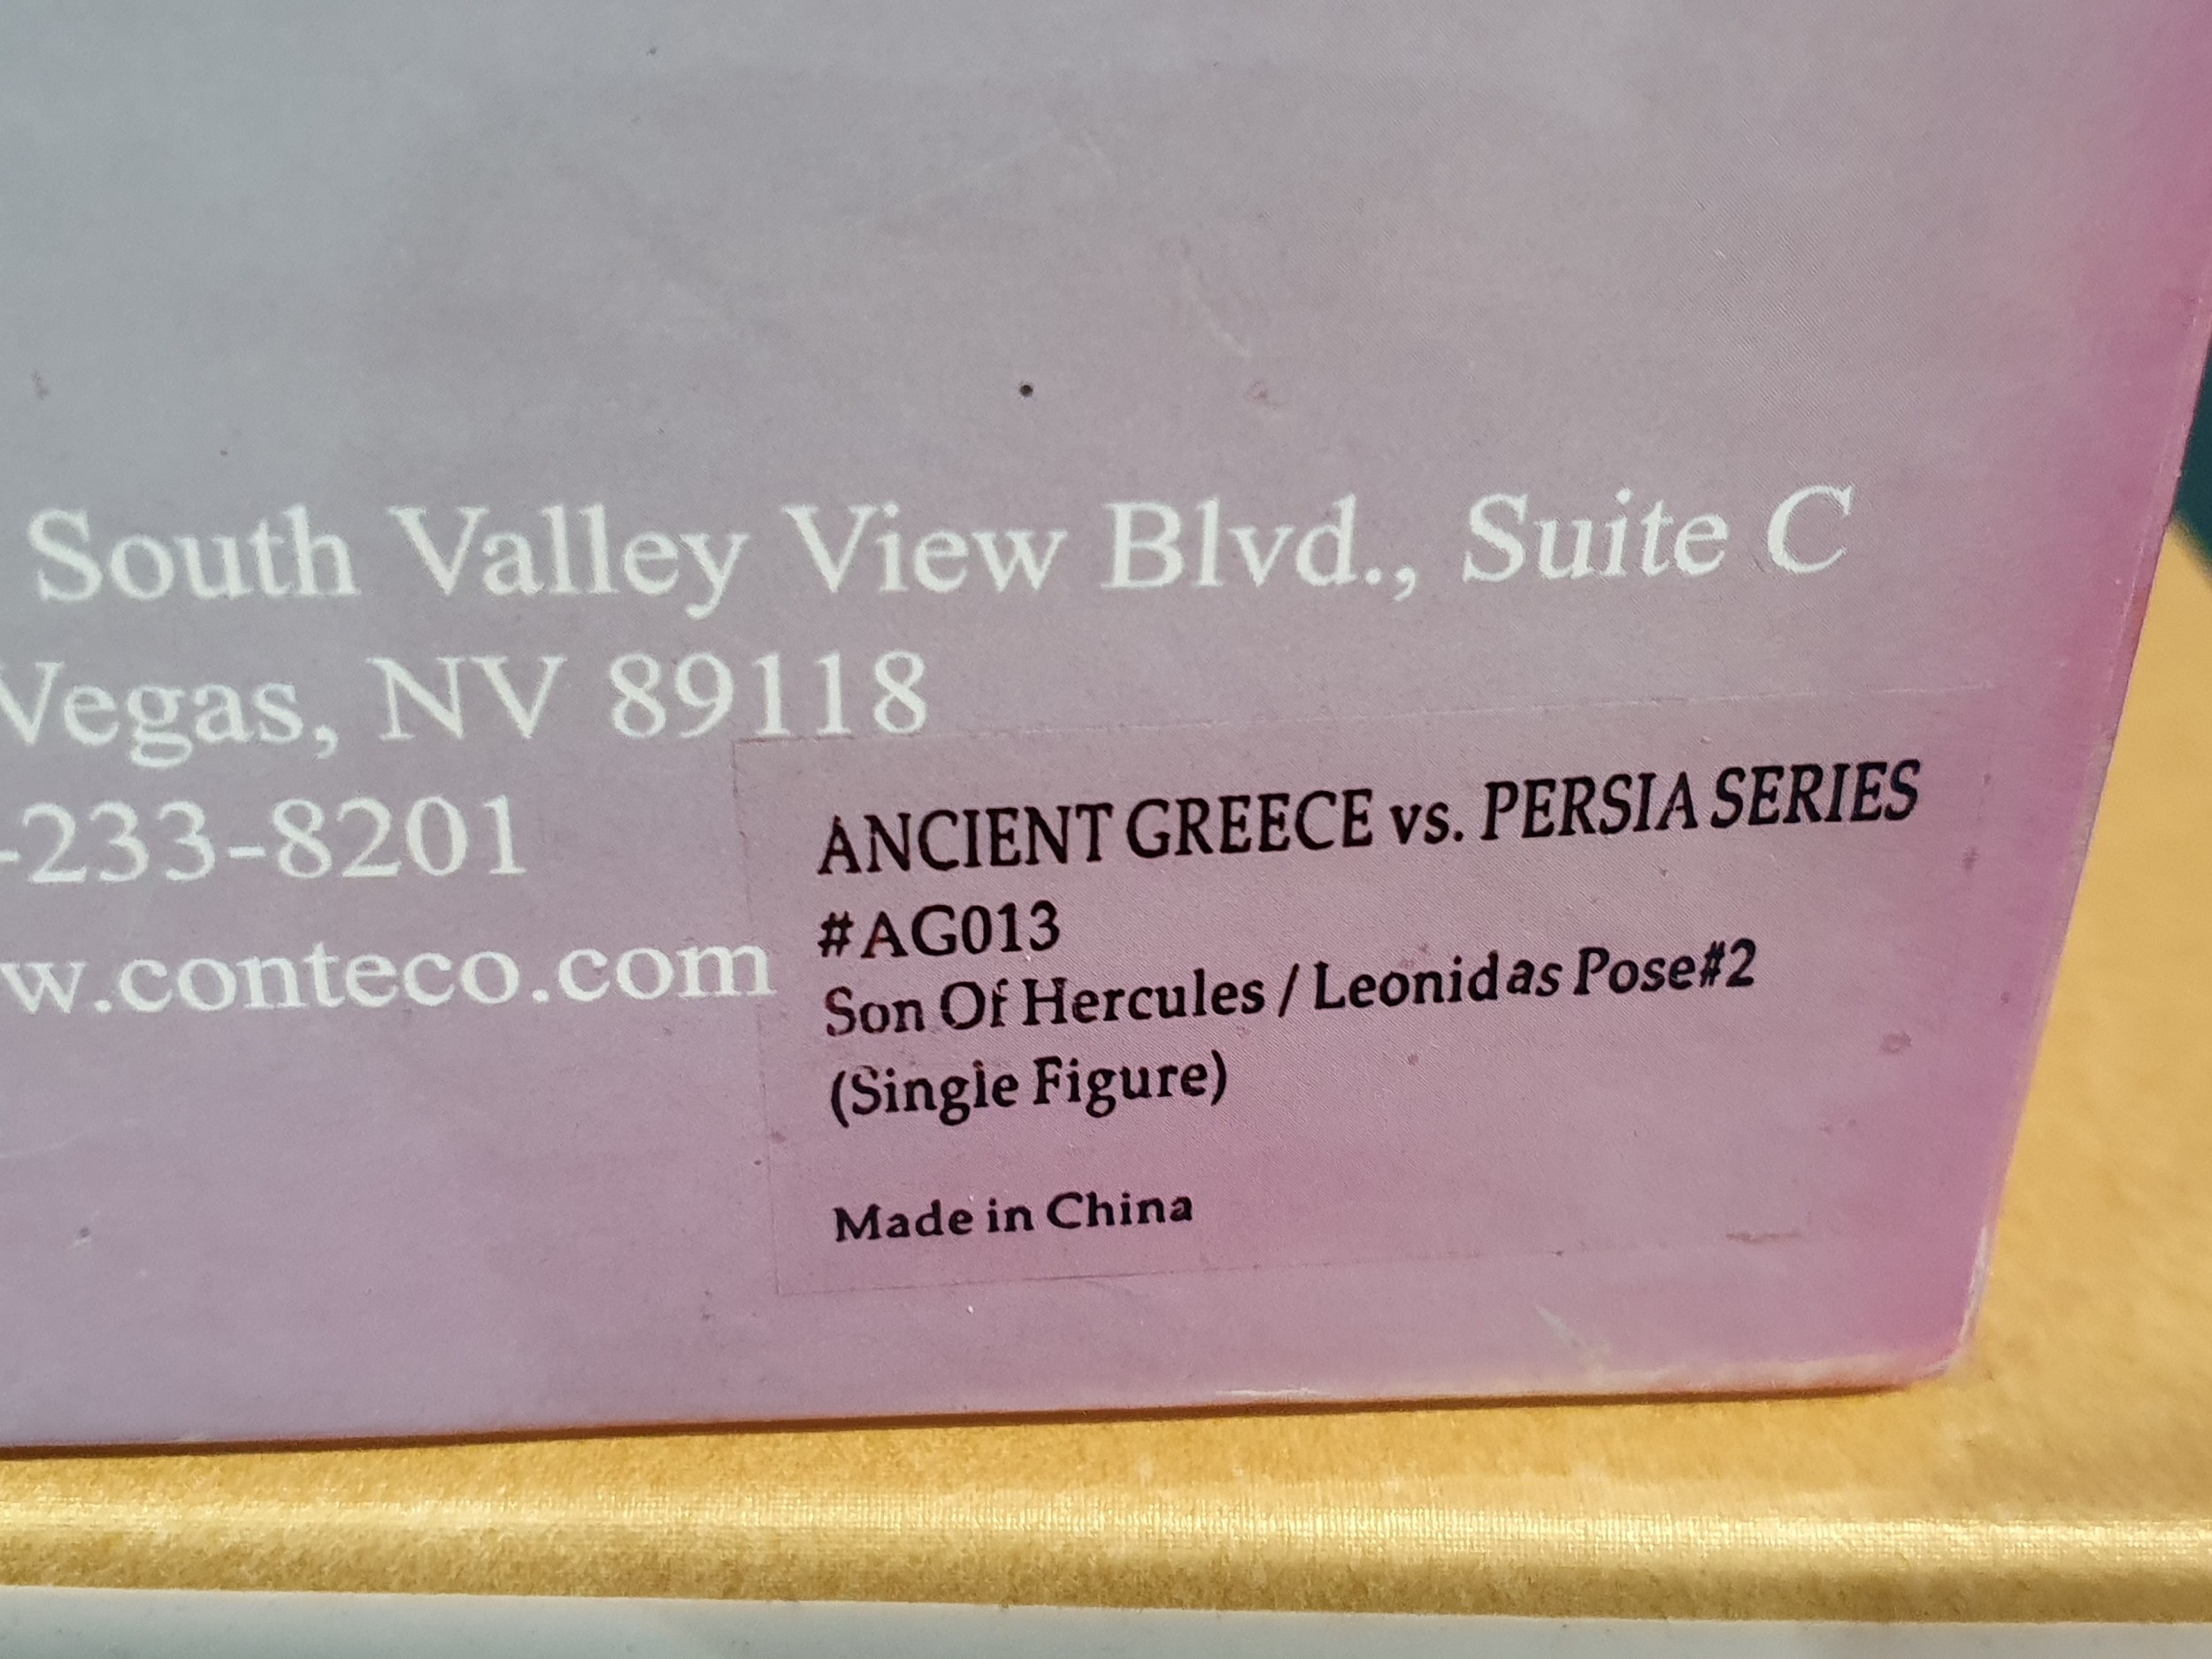 South Valley View Blvd., Suite C
Vegas, NV 89118
-233-8201
w.conteco.com
ANCIENT GREECE vs. PERSIA SERIES
#AG013
Son Of Hercules / Leonidas Pose#2
(Single Figure)
Made in China